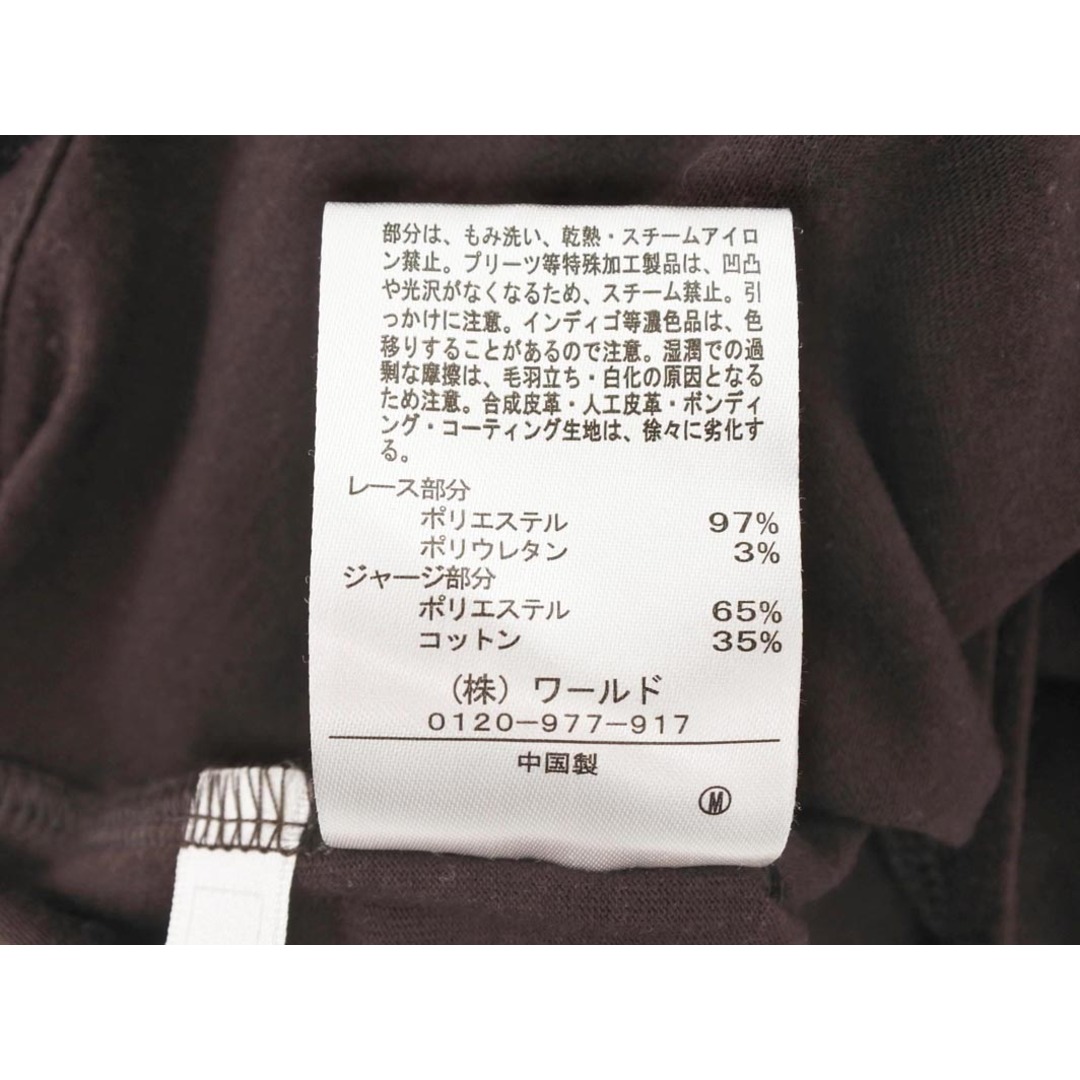 部分は、もみ洗い、乾熱・スチームアイロ
ン禁止。プリーツ等特殊加工製品は、凹凸
や光沢がなくなるため、スチーム禁止。引
っかけに注意。インディゴ等濃色品は、色
移りすることがあるので注意。湿潤での過
剰な摩擦は、毛羽立ち・白化の原因となる
ため注意。合成皮革・人工皮革・ボンディ
ング・コーティング生地は、徐々に劣化す
る。
レース部分
ポリエステル 97%
ポリウレタン 3%
ジャージ部分
ポリエステル 65%
コットン 35%
(株) ワールド
0120-977-917
中国製
Ⓜ